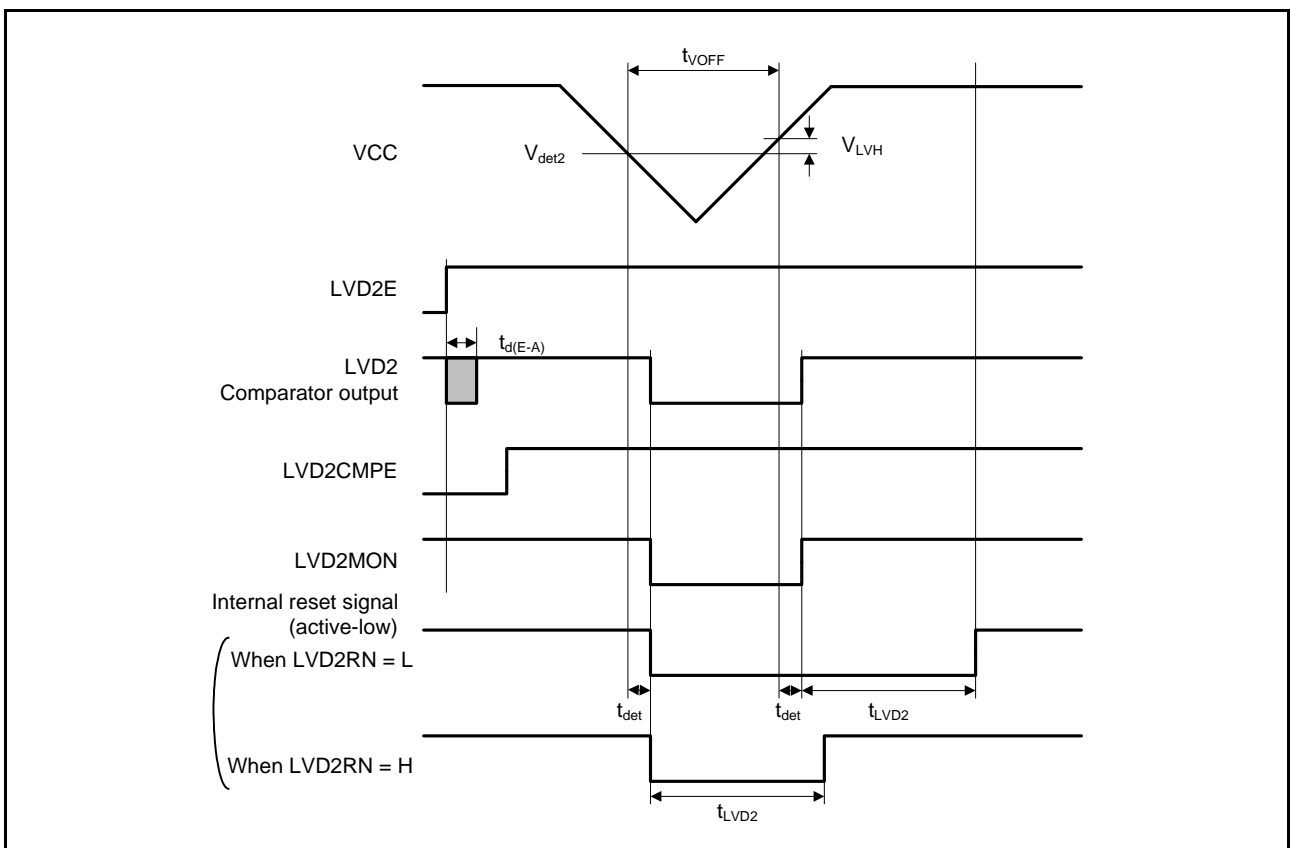 tVOFF
VCC
Vdet2
VLVH
LVD2E
td(E-A)
LVD2
Comparator output
LVD2CMPE
LVD2MON
Internal reset signal
(active-low)
When LVD2RN = L
tdet
tdet
tLVD2
When LVD2RN = H
tLVD2